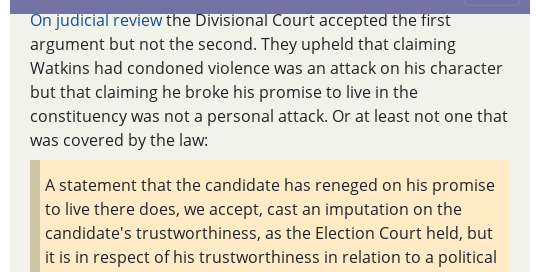 On judicial review the Divisional Court accepted the first
argument but not the second. They upheld that claiming
Watkins had condoned violence was an attack on his character
but that claiming he broke his promise to live in the
constituency was not a personal attack. Or at least not one that
was covered by the law:
A statement that the candidate has reneged on his promise
to live there does, we accept, cast an imputation on the
candidate's trustworthiness, as the Election Court held, but
it is in respect of his trustworthiness in relation to a political